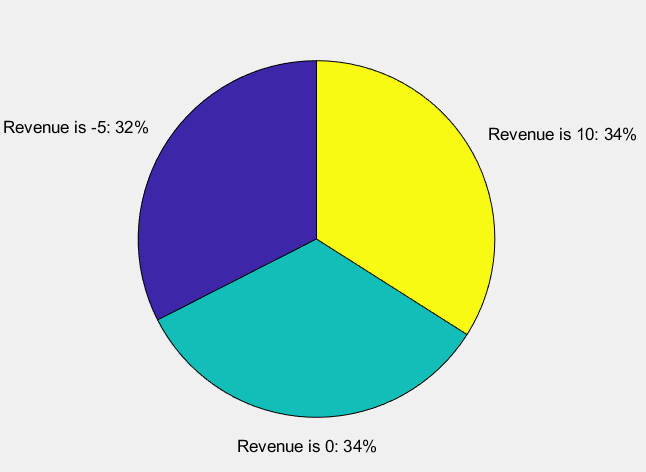 Revenue is -5: 32%
Revenue is 10: 34%
Revenue is 0: 34%